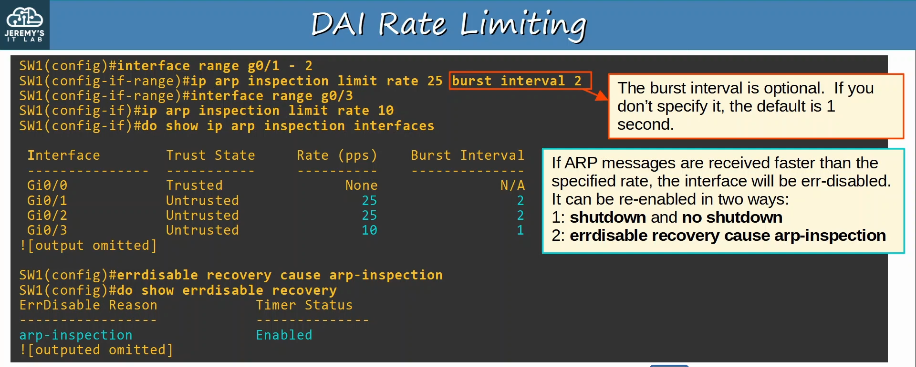 JEREMY'S
IT LAB
DAI Rate Limiting
SW1(config)#interface range g0/1 - 2
SW1(config-if-range)#ip arp inspection limit rate 25 burst interval 2
SW1(config-if-range)#interface range g0/3
SW1(config-if)#ip arp inspection limit rate 10
SW1(config-if)#do show ip arp inspection interfaces
Interface Trust State Rate (pps) Burst Interval
--------------- ----------- ---------- --------------
Gi0/0 Trusted None N/A
Gi0/1 Untrusted 25 2
Gi0/2 Untrusted 25 2
Gi0/3 Untrusted 10 1
![output omitted]
SW1(config)#errdisable recovery cause arp-inspection
SW1(config)#do show errdisable recovery
ErrDisable Reason Timer Status
----------------- --------------
arp-inspection Enabled
![outputed omitted]
The burst interval is optional. If you
don't specify it, the default is 1
second.
If ARP messages are received faster than the
specified rate, the interface will be err-disabled.
It can be re-enabled in two ways:
1: shutdown and no shutdown
2: errdisable recovery cause arp-inspection